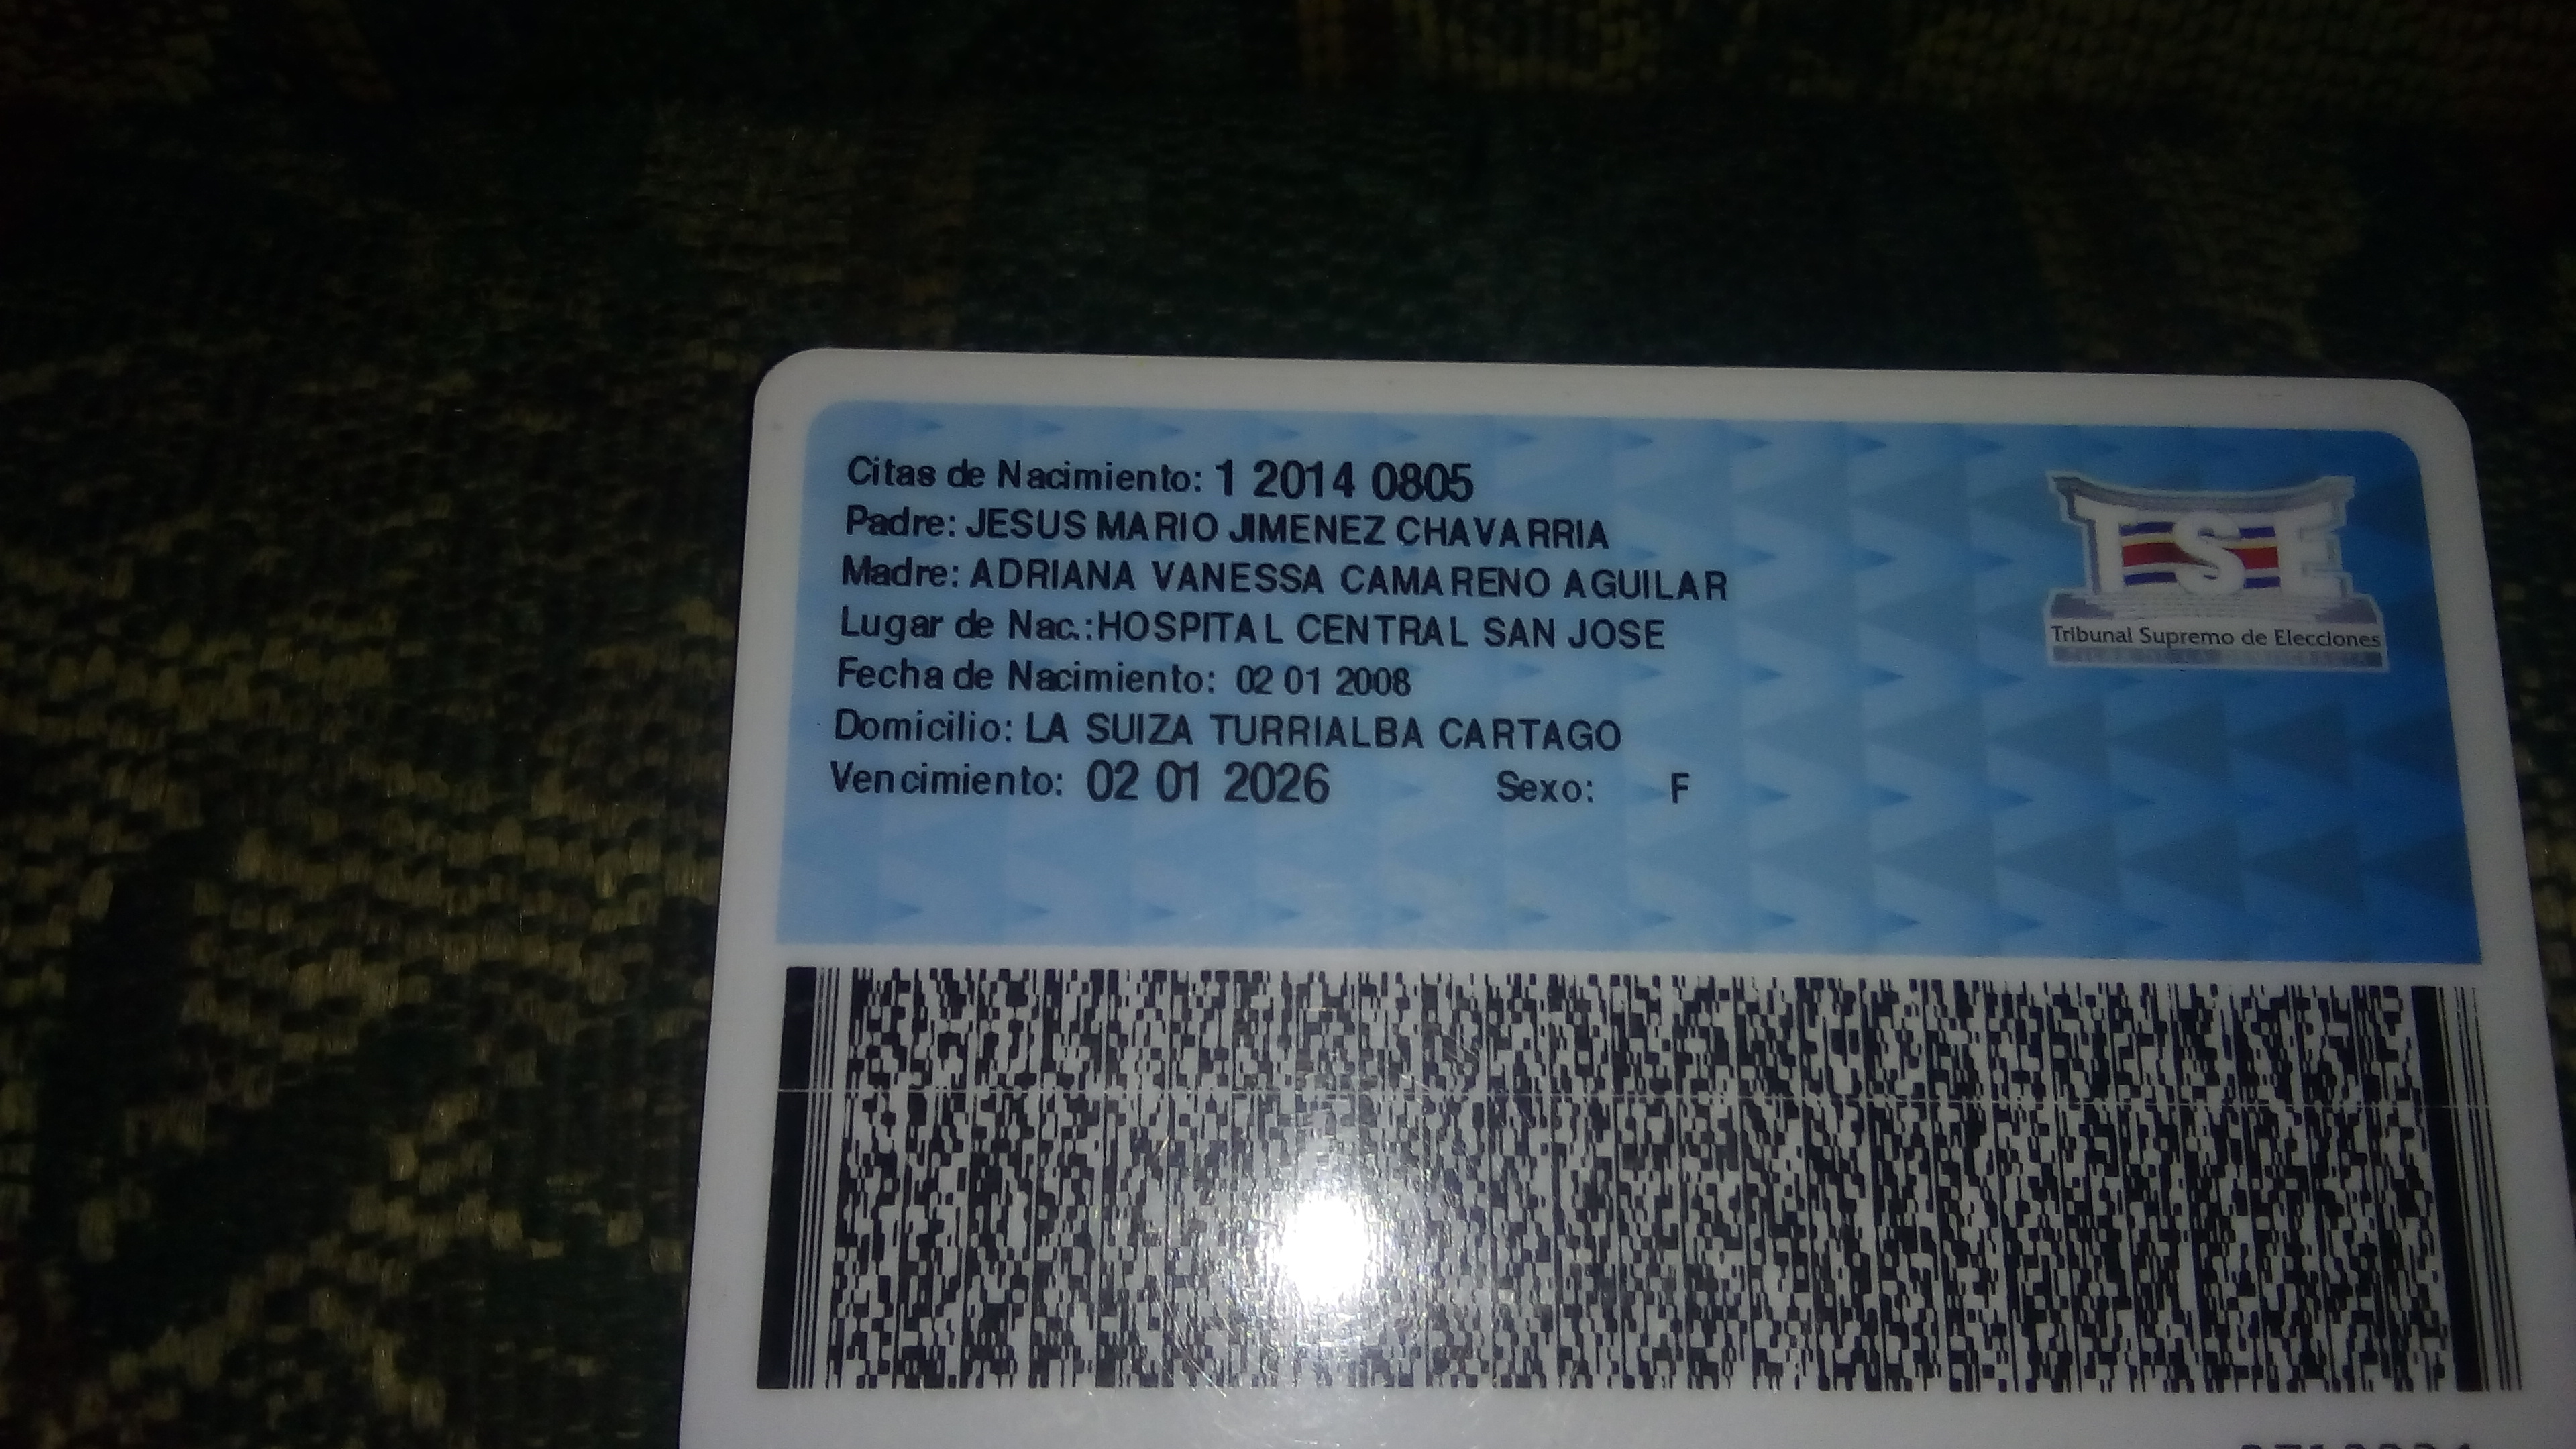 Citas de Nacimiento: 1 2014 0805
Padre: JESUS MARIO JIMENEZ CHAVARRIA
Madre: ADRIANA VANESSA CAMARENO AGUILAR
Lugar de Nac.:HOSPITAL CENTRAL SAN JOSE
Fecha de Nacimiento: 02 01 2008
Domicilio: LA SUIZA TURRIALBA CARTAGO
Vencimiento: 02 01 2026 Sexo: F
TSE
Tribunal Supremo de Elecciones